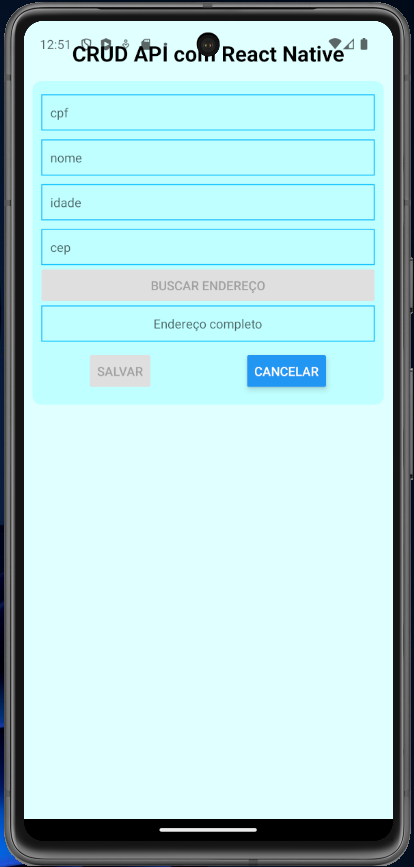 12:51
CRUD API com React Native
cpf
nome
idade
cep
BUSCAR ENDEREÇO
Endereço completo
SALVAR
CANCELAR